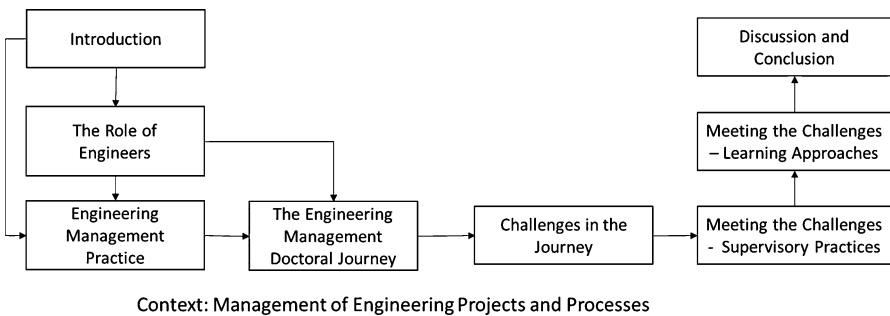 Introduction
The Role of
Engineers
Engineering
Management
Practice
The Engineering
Management
Doctoral Journey
Challenges in the
Journey
Meeting the Challenges
- Supervisory Practices
Meeting the Challenges
– Learning Approaches
Discussion and
Conclusion
Context: Management of Engineering Projects and Processes